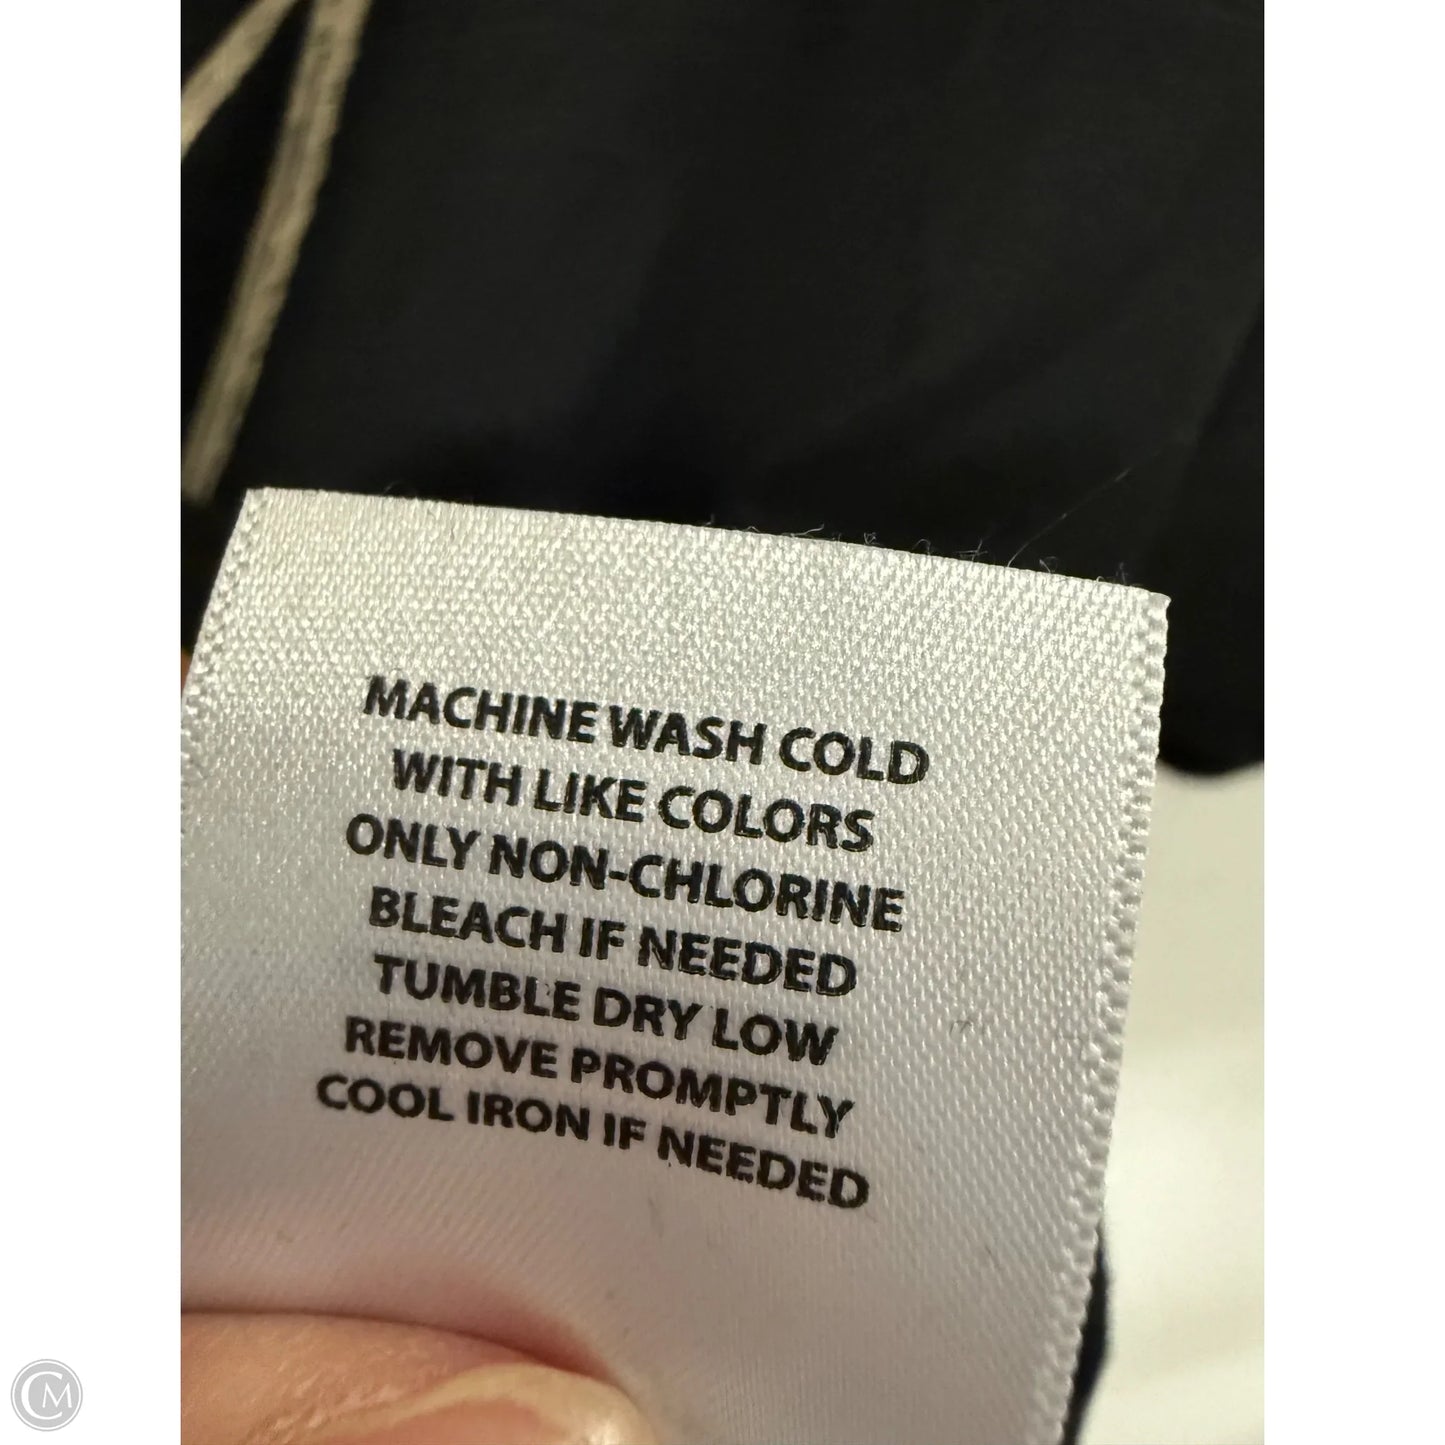 MACHINE WASH COLD
WITH LIKE COLORS
ONLY NON-CHLORINE
BLEACH IF NEEDED
TUMBLE DRY LOW
REMOVE PROMPTLY
COOL IRON IF NEEDED
CM